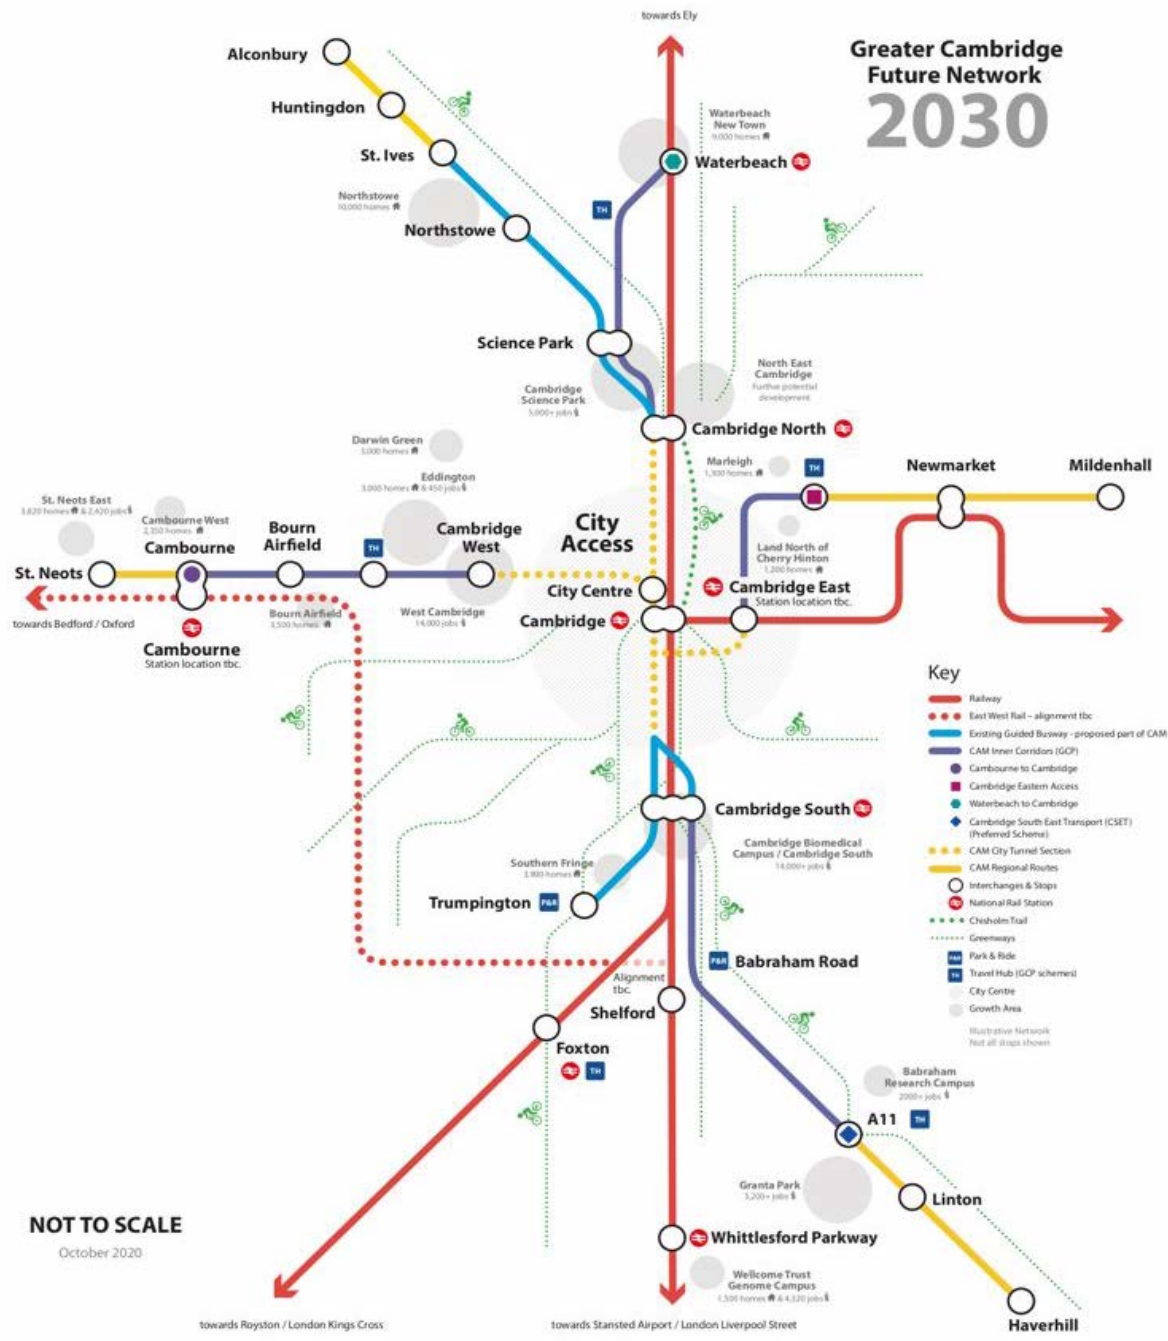 towards Ely
Greater Cambridge
Future Network
2030
Alconbury
Huntingdon
St. Ives
Northstowe
10,000 homes
Northstowe
Waterbeach
New Town
9,000 homes
Waterbeach
TH
Science Park
Cambridge
Science Park
5,000+ jobs
North East
Cambridge
Further potential
development
Cambridge North
Darwin Green
3,000 homes
Eddington
3,000 homes & 450 jobs
Marleigh
1,300 homes
TH
Newmarket
Mildenhall
St. Neots East
3,820 homes & 2,420 jobs
Cambourne West
2,350 homes
Cambourne
Bourn
Airfield
TH
Cambridge
West
City
Access
Land North of
Cherry Hinton
1,200 homes
St. Neots
City Centre
Cambridge East
Station location tbc.
towards Bedford / Oxford
Bourn Airfield
3,500 homes
West Cambridge
14,000 jobs
Cambridge
Cambourne
Station location tbc.
Key
Railway
East West Rail – alignment tbc
Existing Guided Busway - proposed part of CAM
CAM Inner Corridors (GCP)
Cambourne to Cambridge
Cambridge Eastern Access
Waterbeach to Cambridge
Cambridge South East Transport (CSET)
(Preferred Scheme)
CAM City Tunnel Section
CAM Regional Routes
Interchanges & Stops
National Rail Station
Chisholm Trail
Greenways
P&R Park & Ride
TH Travel Hub (GCP schemes)
City Centre
Growth Area
Illustrative Network
Not all stops shown
Cambridge South
Cambridge Biomedical
Campus / Cambridge South
14,000+ jobs
Southern Fringe
3,900 homes
Trumpington P&R
P&R Babraham Road
Alignment
tbc.
Shelford
Foxton
TH
Babraham
Research Campus
2000+ jobs
A11 TH
Granta Park
3,200+ jobs
Linton
Whittlesford Parkway
Wellcome Trust
Genome Campus
1,500 homes & 4,320 jobs
Haverhill
NOT TO SCALE
October 2020
towards Royston / London Kings Cross
towards Stansted Airport / London Liverpool Street